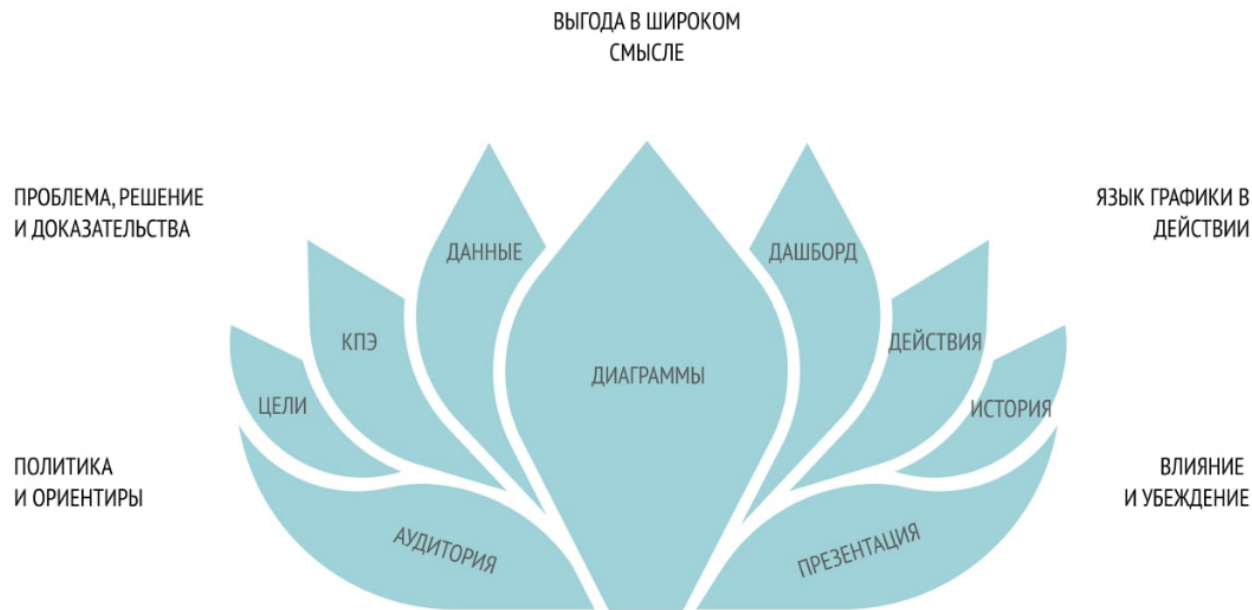 ВЫГОДА В ШИРОКОМ
СМЫСЛЕ
ПРОБЛЕМА, РЕШЕНИЕ
И ДОКАЗАТЕЛЬСТВА
ЯЗЫК ГРАФИКИ В
ДЕЙСТВИИ
ДАННЫЕ
ДАШБОРД
КПЭ
ДЕЙСТВИЯ
ДИАГРАММЫ
ЦЕЛИ
ИСТОРИЯ
ПОЛИТИКА
И ОРИЕНТИРЫ
ВЛИЯНИЕ
И УБЕЖДЕНИЕ
АУДИТОРИЯ
ПРЕЗЕНТАЦИЯ